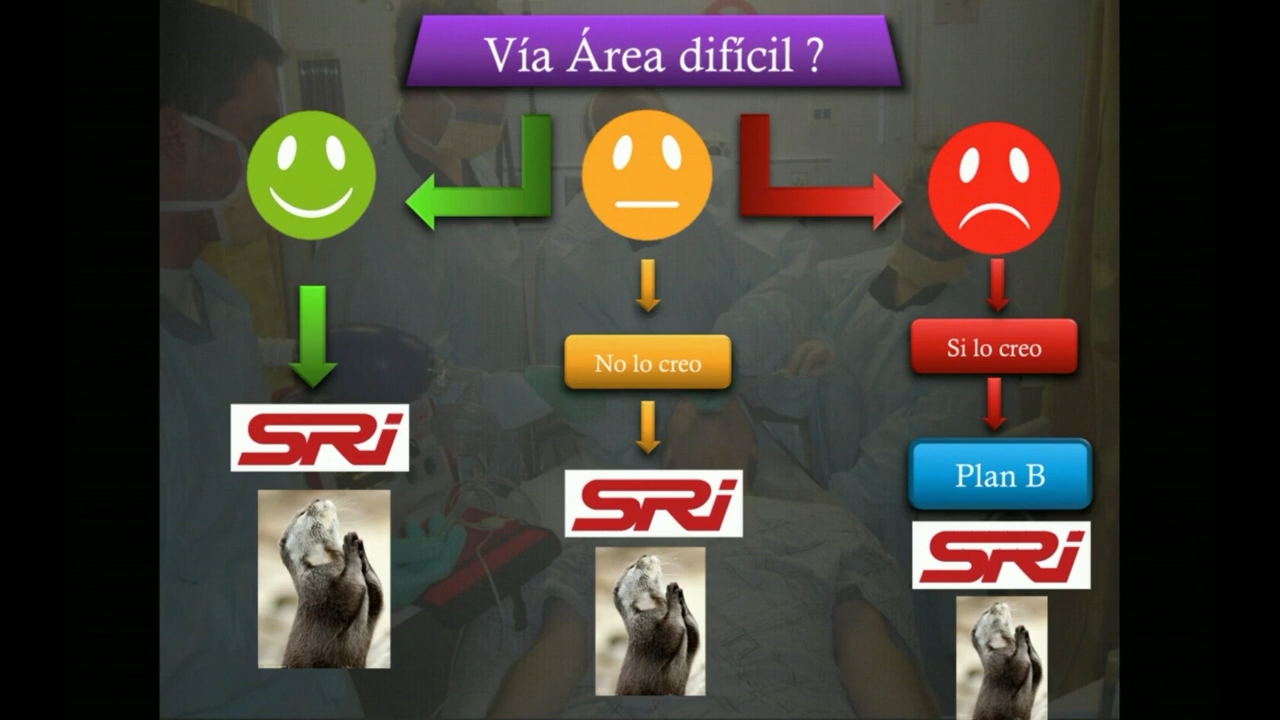 Vía Área difícil ?
No lo creo
Si lo creo
SRi
SRi
Plan B
SRi